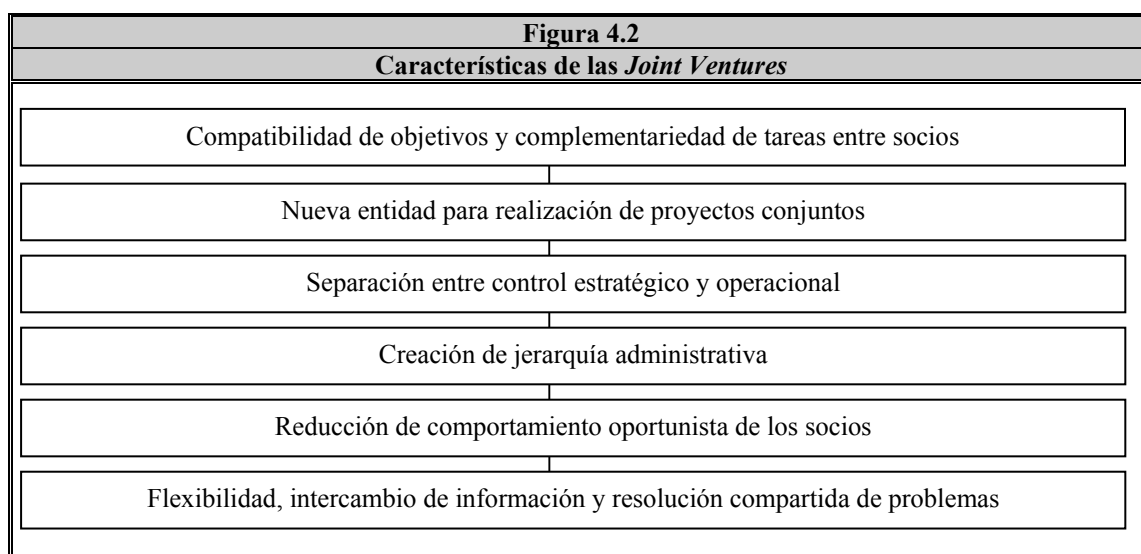 Figura 4.2
Características de las Joint Ventures
Compatibilidad de objetivos y complementariedad de tareas entre socios
Nueva entidad para realización de proyectos conjuntos
Separación entre control estratégico y operacional
Creación de jerarquía administrativa
Reducción de comportamiento oportunista de los socios
Flexibilidad, intercambio de información y resolución compartida de problemas